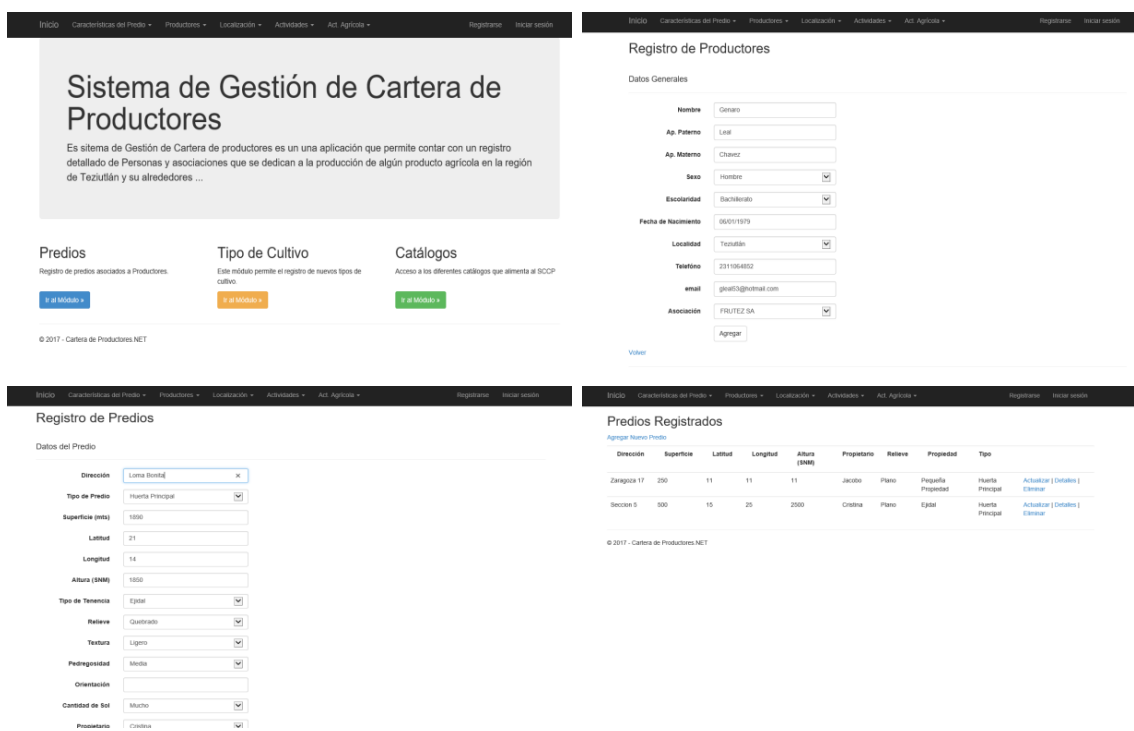 Inicio Características del Predio Productores Localización Actividades Act. Agrícola Registrarse Iniciar sesión
Sistema de Gestión de Cartera de
Productores
Es sitema de Gestión de Cartera de productores es un una aplicación que permite contar con un registro
detallado de Personas y asociaciones que se dedican a la producción de algún producto agrícola en la región
de Teziutlán y su alrededores ...
Predios Tipo de Cultivo Catálogos
Registro de predios asociados a Productores. Este módulo permite el registro de nuevos tipos de Acceso a los diferentes catálogos que alimenta al SCCP
cultivo.
Ir al Módulo » Ir al Módulo » Ir al Módulo »
© 2017 - Cartera de Productores.NET
Inicio Características del Predio Productores Localización Actividades Act. Agrícola Registrarse Iniciar sesión
Registro de Productores
Datos Generales
Nombre Genaro
Ap. Paterno Leal
Ap. Materno Chavez
Sexo Hombre
Escolaridad Bachillerato
Fecha de Nacimiento 06/01/1979
Localidad Teziutlán
Telefóno 2311064852
email gleal53@hotmail.com
Asociación FRUTEZ SA
Agregar
Volver
Inicio Características del Predio Productores Localización Actividades Act. Agrícola Registrarse Iniciar sesión
Registro de Predios
Datos del Predio
Dirección Loma Bonita ×
Tipo de Predio Huerta Principal
Superficie (mts) 1890
Latitud 21
Longitud 14
Altura (SNM) 1850
Tipo de Tenencia Ejidal
Relieve Quebrado
Textura Ligero
Pedregosidad Media
Orientación
Cantidad de Sol Mucho
Propietario Cristina
Inicio Características del Predio Productores Localización Actividades Act. Agrícola Registrarse Iniciar sesión
Predios Registrados
Agregar Nuevo Predio
Dirección Superficie Latitud Longitud Altura Propietario Relieve Propiedad Tipo
(SNM)
Zaragoza 17 250 11 11 11 Jacobo Plano Pequeña Huerta Actualizar | Detalles |
Propiedad Principal Eliminar
Seccion 5 500 15 25 2500 Cristina Plano Ejidal Huerta Actualizar | Detalles |
Principal Eliminar
© 2017 - Cartera de Productores.NET